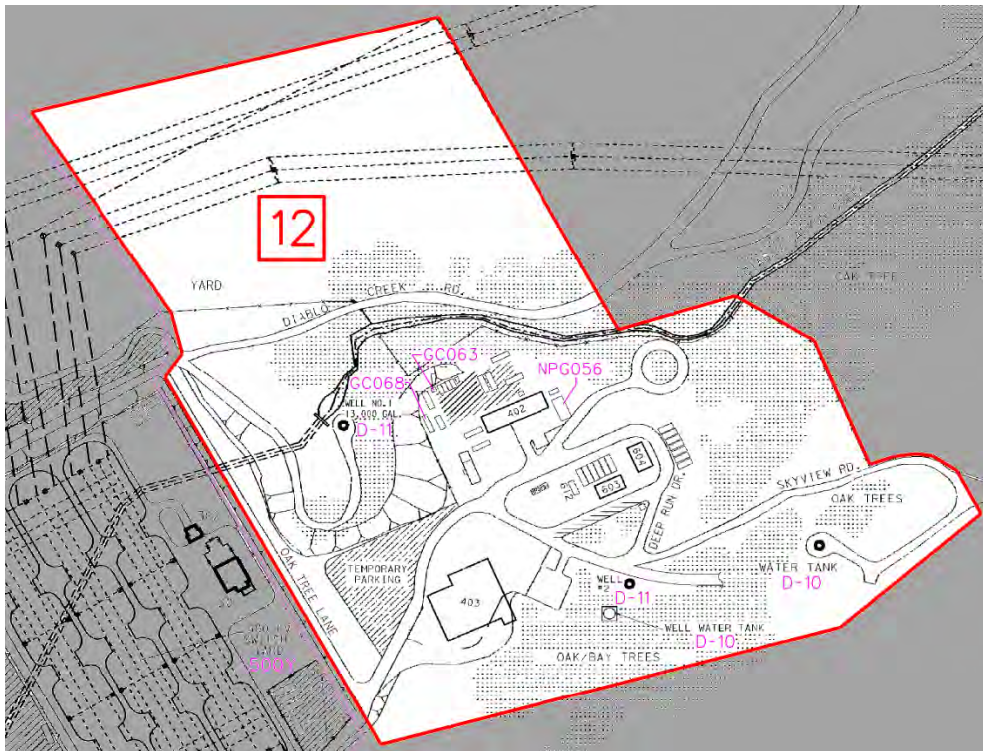 12
YARD
DIABLO CREEK RD.
OAK TREE
GC063
GC068
NPG056
WELL NO.1
13,000 GAL.
D-11
402
604
603
672
SKYVIEW RD.
OAK TREES
DEEP RUN DR.
OAK TREE LANE
TEMPORARY
PARKING
403
WELL
#2
D-11
WATER TANK
D-10
WELL WATER TANK
D-10
OAK/BAY TREES